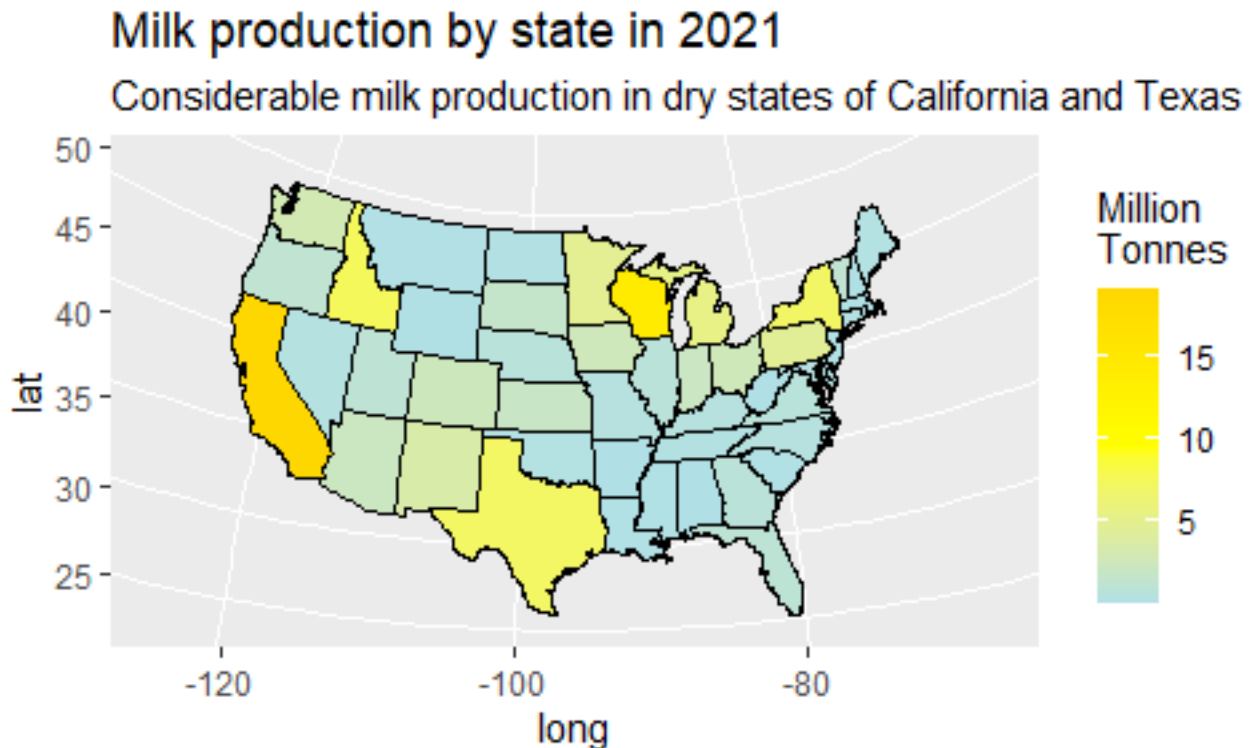 Milk production by state in 2021
Considerable milk production in dry states of California and Texas
50
45
40
35
30
25
lat
-120
-100
-80
long
Million
Tonnes
15
10
5